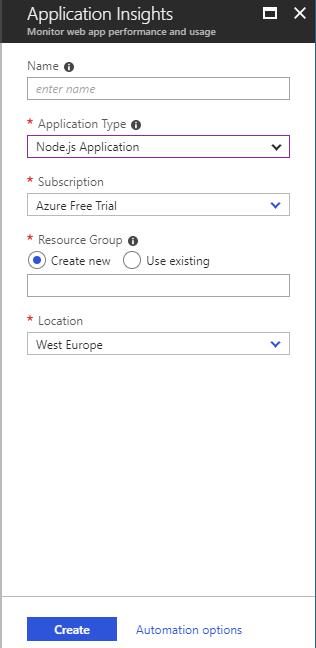 Application Insights
Monitor web app performance and usage
Name
enter name
* Application Type
Node.js Application
* Subscription
Azure Free Trial
* Resource Group
Create new Use existing
* Location
West Europe
Create Automation options